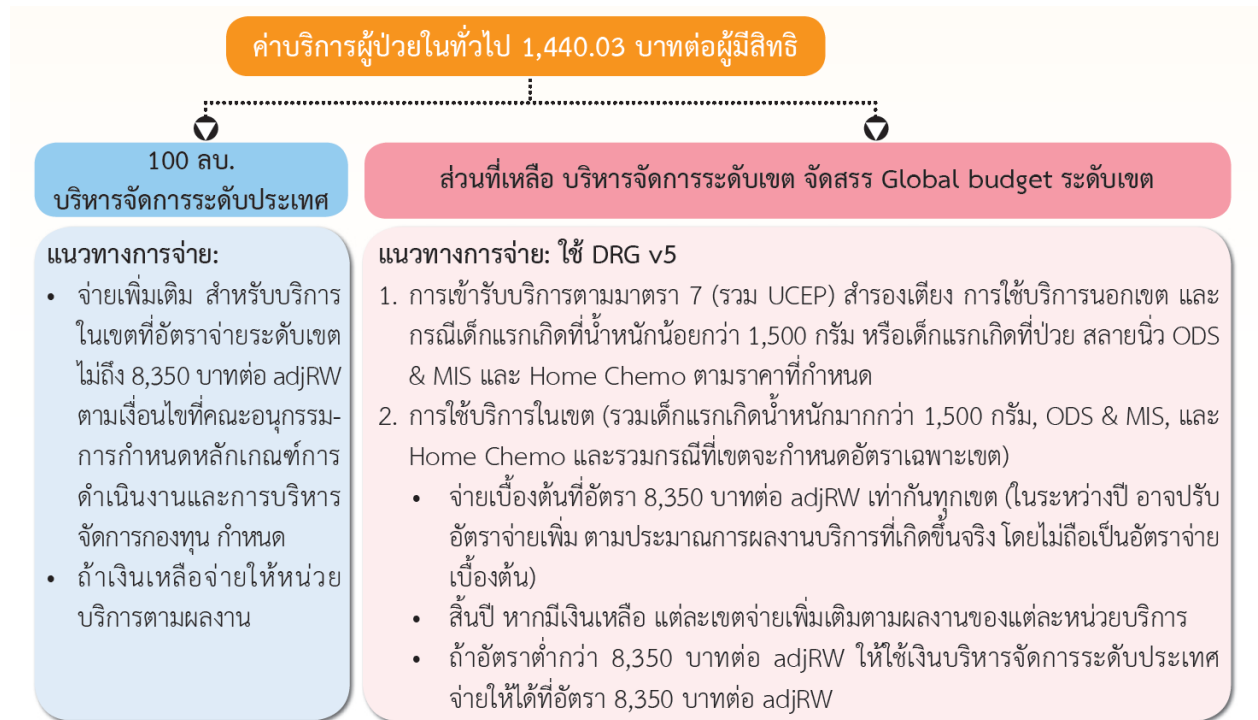 ค่าบริการผู้ป่วยในทั่วไป 1,440.03 บาทต่อผู้มีสิทธิ
100 ลบ.
บริหารจัดการระดับประเทศ
แนวทางการจ่าย:
• จ่ายเพิ่มเติม สำหรับบริการ
ในเขตที่อัตราจ่ายระดับเขต
ไม่ถึง 8,350 บาทต่อ adjRW
ตามเงื่อนไขที่คณะอนุกรรม-
การกำหนดหลักเกณฑ์การ
ดำเนินงานและการบริหาร
จัดการกองทุน กำหนด
• ถ้าเงินเหลือจ่ายให้หน่วย
บริการตามผลงาน
ส่วนที่เหลือ บริหารจัดการระดับเขต จัดสรร Global budget ระดับเขต
แนวทางการจ่าย: ใช้ DRG v5
1. การเข้ารับบริการตามมาตรา 7 (รวม UCEP) สำรองเตียง การใช้บริการนอกเขต และ
กรณีเด็กแรกเกิดที่น้ำหนักน้อยกว่า 1,500 กรัม หรือเด็กแรกเกิดที่ป่วย สลายนิ่ว ODS
& MIS และ Home Chemo ตามราคาที่กำหนด
2. การใช้บริการในเขต (รวมเด็กแรกเกิดน้ำหนักมากกว่า 1,500 กรัม, ODS & MIS, และ
Home Chemo และรวมกรณีที่เขตจะกำหนดอัตราเฉพาะเขต)
• จ่ายเบื้องต้นที่อัตรา 8,350 บาทต่อ adjRW เท่ากันทุกเขต (ในระหว่างปี อาจปรับ
อัตราจ่ายเพิ่ม ตามประมาณการผลงานบริการที่เกิดขึ้นจริง โดยไม่ถือเป็นอัตราจ่าย
เบื้องต้น)
• สิ้นปี หากมีเงินเหลือ แต่ละเขตจ่ายเพิ่มเติมตามผลงานของแต่ละหน่วยบริการ
• ถ้าอัตราต่ำกว่า 8,350 บาทต่อ adjRW ให้ใช้เงินบริหารจัดการระดับประเทศ
จ่ายให้ได้ที่อัตรา 8,350 บาทต่อ adjRW